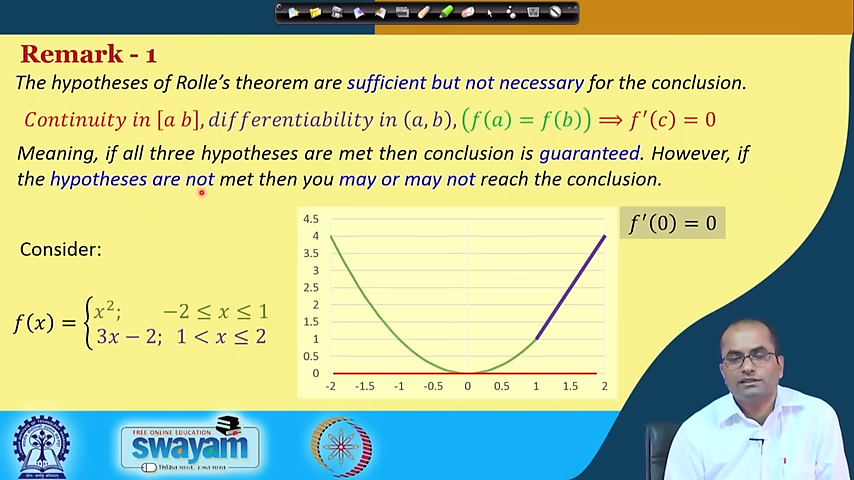 Remark - 1
The hypotheses of Rolle's theorem are sufficient but not necessary for the conclusion.
Continuity in [a b], differentiability in (a, b), (f(a) = f(b)) ⟹ f′(c) = 0
Meaning, if all three hypotheses are met then conclusion is guaranteed. However, if
the hypotheses are not met then you may or may not reach the conclusion.
Consider:
f(x) = { x²; −2 ≤ x ≤ 1
3x − 2; 1 < x ≤ 2
4.5
4
3.5
3
2.5
2
1.5
1
0.5
0
-2 -1.5 -1 -0.5 0 0.5 1 1.5 2
f′(0) = 0
FREE ONLINE EDUCATION
swayam